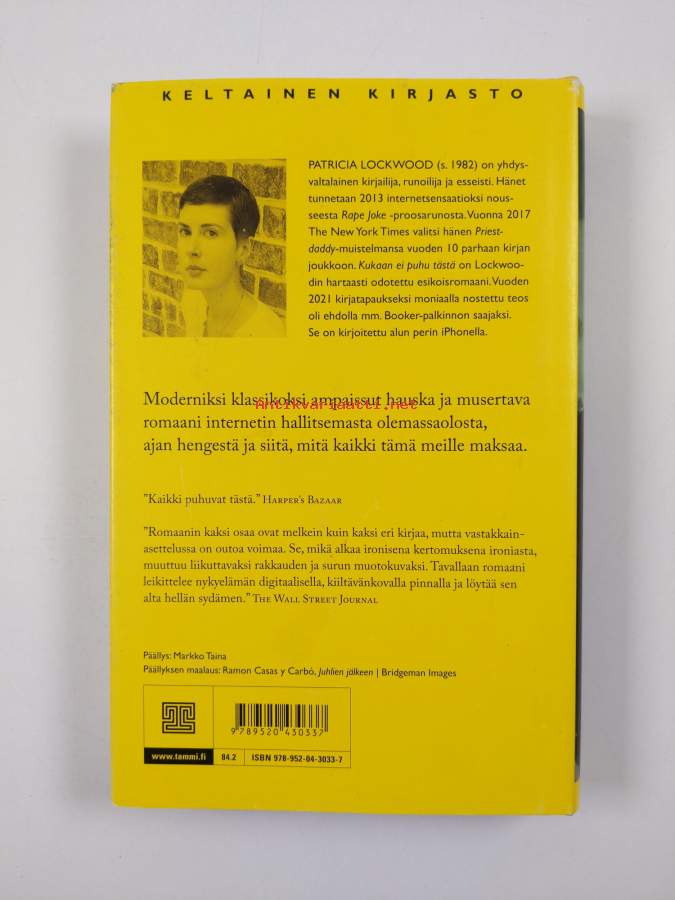 KELTAINEN KIRJASTO
PATRICIA LOCKWOOD (s. 1982) on yhdys-
valtalainen kirjailija, runoilija ja esseisti. Hänet
tunnetaan 2013 internetsensaatioksi nous-
seesta Rape Joke -proosarunosta. Vuonna 2017
The New York Times valitsi hänen Priest-
daddy-muistelmansa vuoden 10 parhaan kirjan
joukkoon. Kukaan ei puhu tästä on Lockwoo-
din hartaasti odotettu esikoisromaani. Vuoden
2021 kirjatapaukseksi moniaalla nostettu teos
oli ehdolla mm. Booker-palkinnon saajaksi.
Se on kirjoitettu alun perin iPhonella.
Moderniksi klassikoksi ampaissut hauska ja musertava
Antikvariaatti.net
romaani internetin hallitsemasta olemassaolosta,
ajan hengestä ja siitä, mitä kaikki tämä meille maksaa.
"Kaikki puhuvat tästä." HARPER'S BAZAAR
"Romaanin kaksi osaa ovat melkein kuin kaksi eri kirjaa, mutta vastakkain-
asettelussa on outoa voimaa. Se, mikä alkaa ironisena kertomuksena ironiasta,
muuttuu liikuttavaksi rakkauden ja surun muotokuvaksi. Tavallaan romaani
leikittelee nykyelämän digitaalisella, kiiltävänkovalla pinnalla ja löytää sen
alta hellän sydämen." THE WALL STREET JOURNAL
Päällys: Markko Taina
Päällyksen maalaus: Ramon Casas y Carbó, Juhlien jälkeen | Bridgeman Images
9789520430337
www.tammi.fi 84.2 ISBN 978-952-04-3033-7